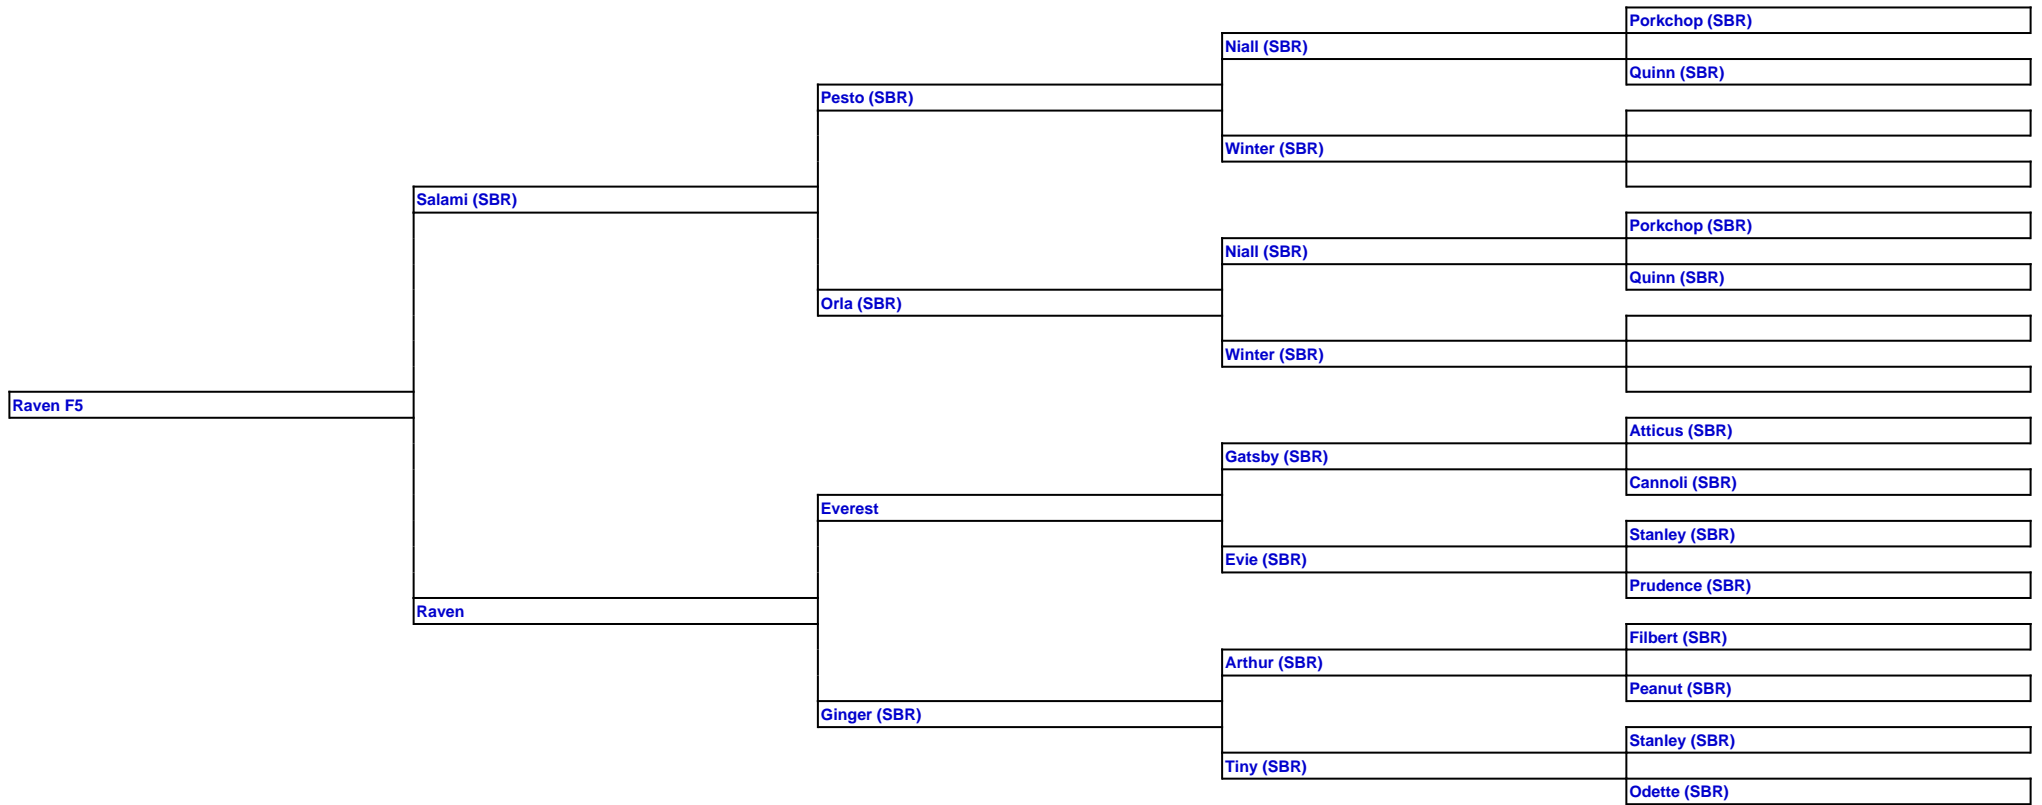 Porkchop (SBR)
Niall (SBR)
Quinn (SBR)
Pesto (SBR)
Winter (SBR)
Salami (SBR)
Porkchop (SBR)
Niall (SBR)
Quinn (SBR)
Orla (SBR)
Winter (SBR)
Raven F5
Atticus (SBR)
Gatsby (SBR)
Cannoli (SBR)
Everest
Stanley (SBR)
Evie (SBR)
Prudence (SBR)
Raven
Filbert (SBR)
Arthur (SBR)
Peanut (SBR)
Ginger (SBR)
Stanley (SBR)
Tiny (SBR)
Odette (SBR)